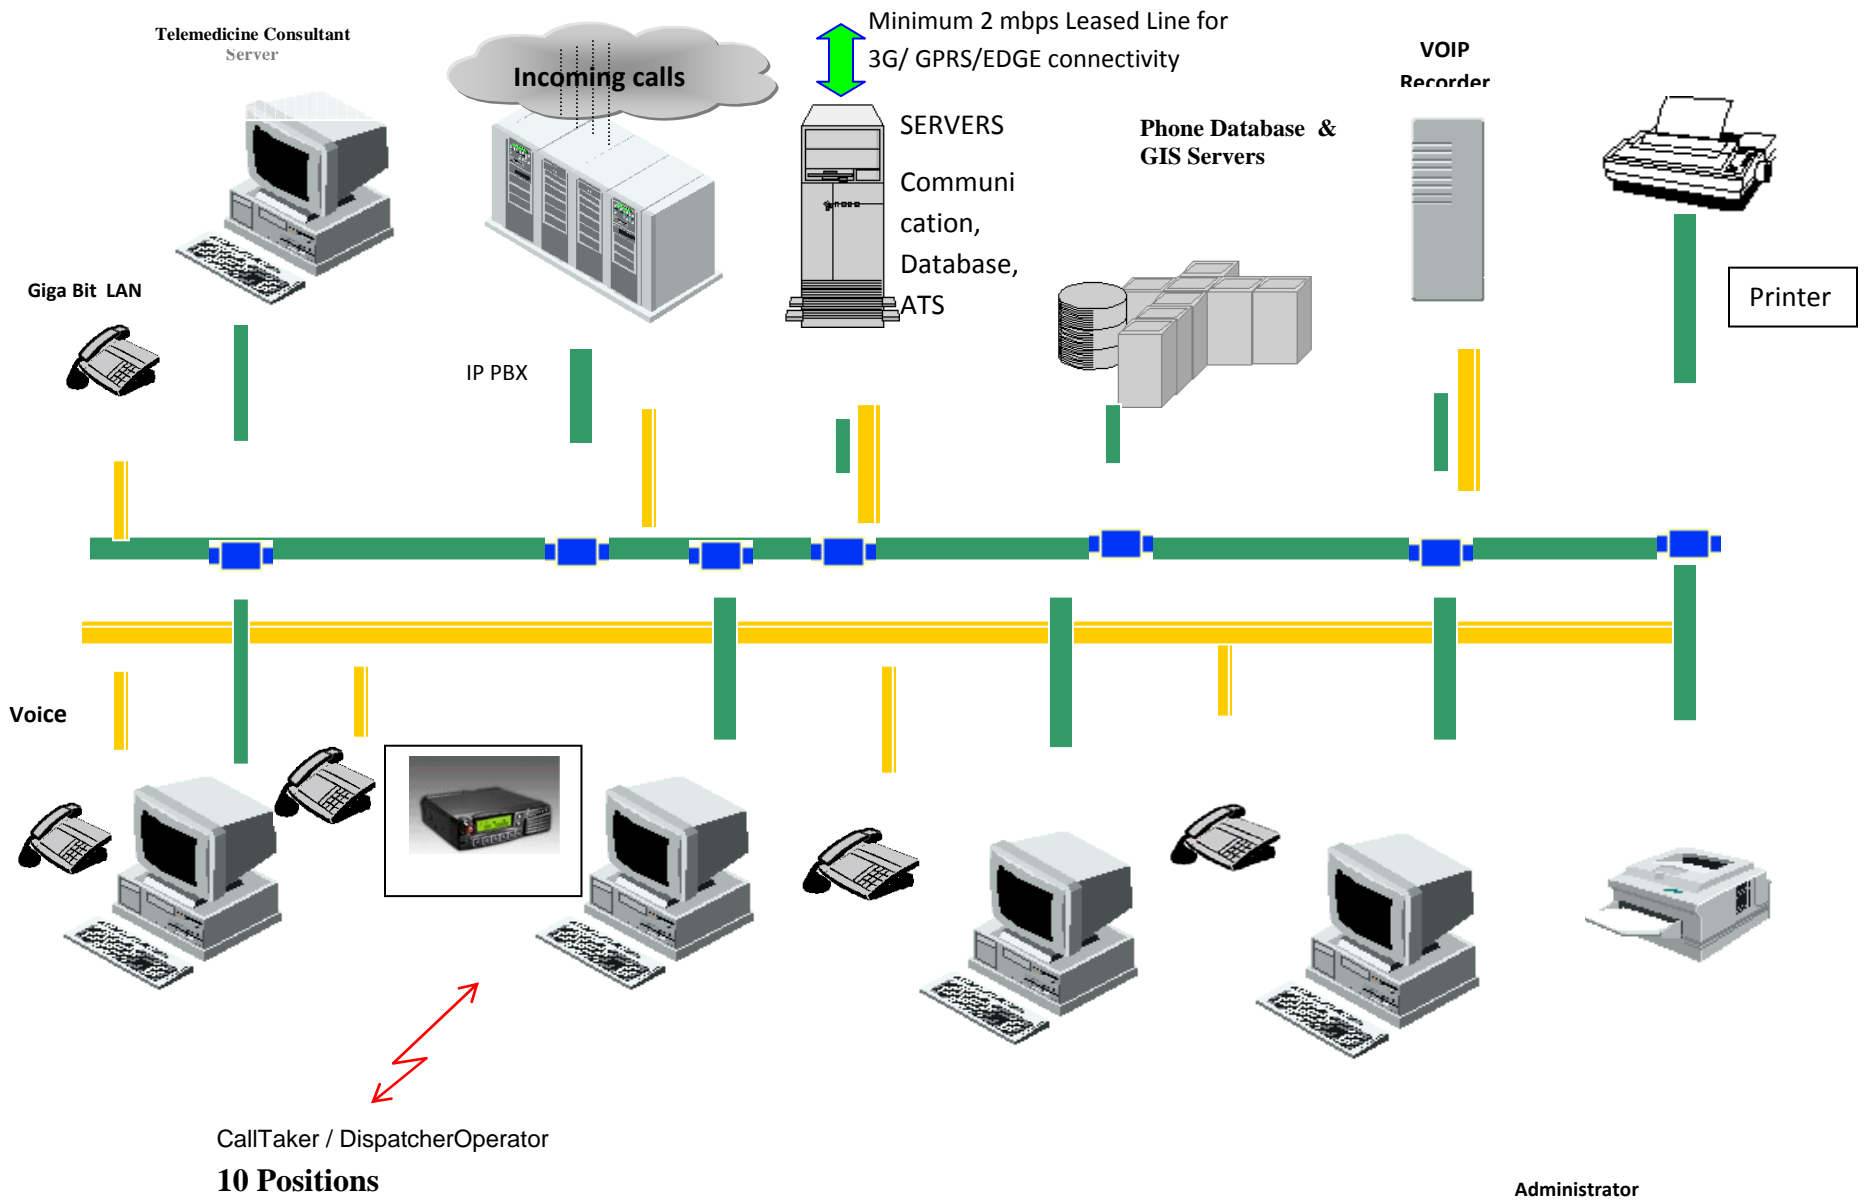 Telemedicine Consultant
Server
Incoming calls
Minimum 2 mbps Leased Line for
3G/ GPRS/EDGE connectivity
VOIP
Recorder
SERVERS
Communi
cation,
Database,
ATS
Phone Database &
GIS Servers
Printer
Giga Bit LAN
IP PBX
Voice
CallTaker / DispatcherOperator
10 Positions
Administrator